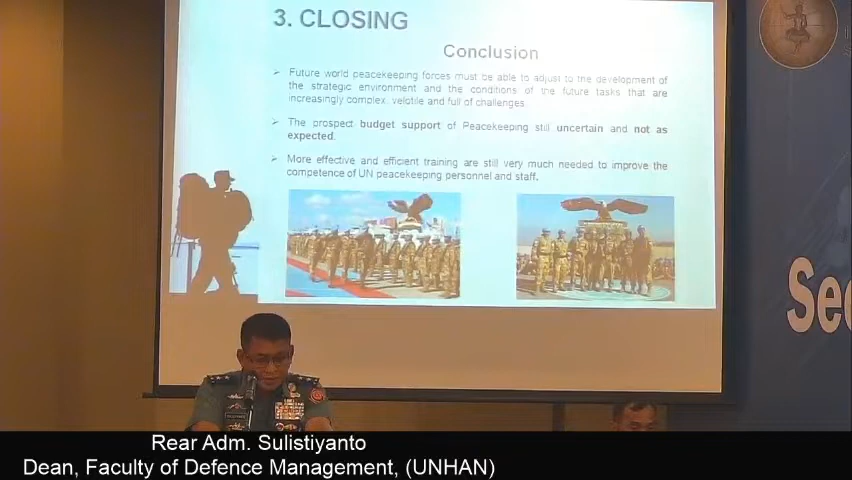 3. CLOSING
Conclusion
➢ Future world peacekeeping forces must be able to adjust to the development of
the strategic environment and the conditions of the future tasks that are
increasingly complex, velotile and full of challenges.
➢ The prospect budget support of Peacekeeping still uncertain and not as
expected.
➢ More effective and efficient training are still very much needed to improve the
competence of UN peacekeeping personnel and staff.
See
Rear Adm. Sulistiyanto
Dean, Faculty of Defence Management, (UNHAN)